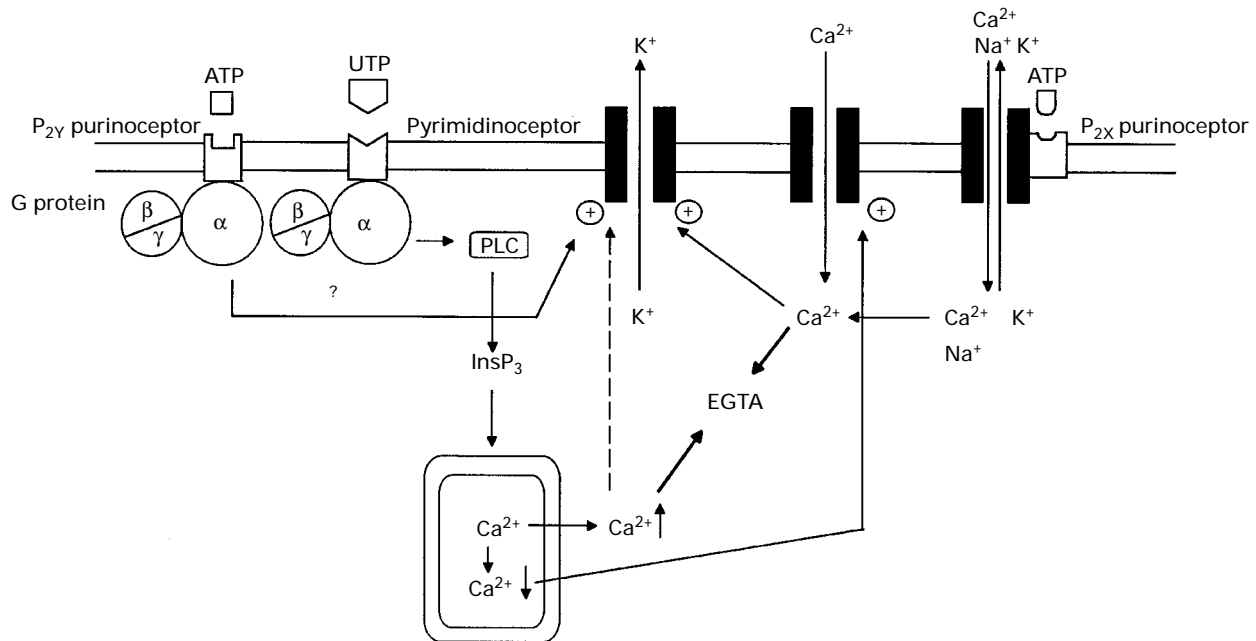 Ca²⁺
K⁺
Ca²⁺
Na⁺ K⁺
ATP
UTP
ATP
P₂Y purinoceptor
Pyrimidinoceptor
P₂X purinoceptor
G protein
β
γ
α
β
γ
α
+
+
+
PLC
?
K⁺
Ca²⁺
Ca²⁺
K⁺
Na⁺
InsP₃
EGTA
Ca²⁺
Ca²⁺
Ca²⁺